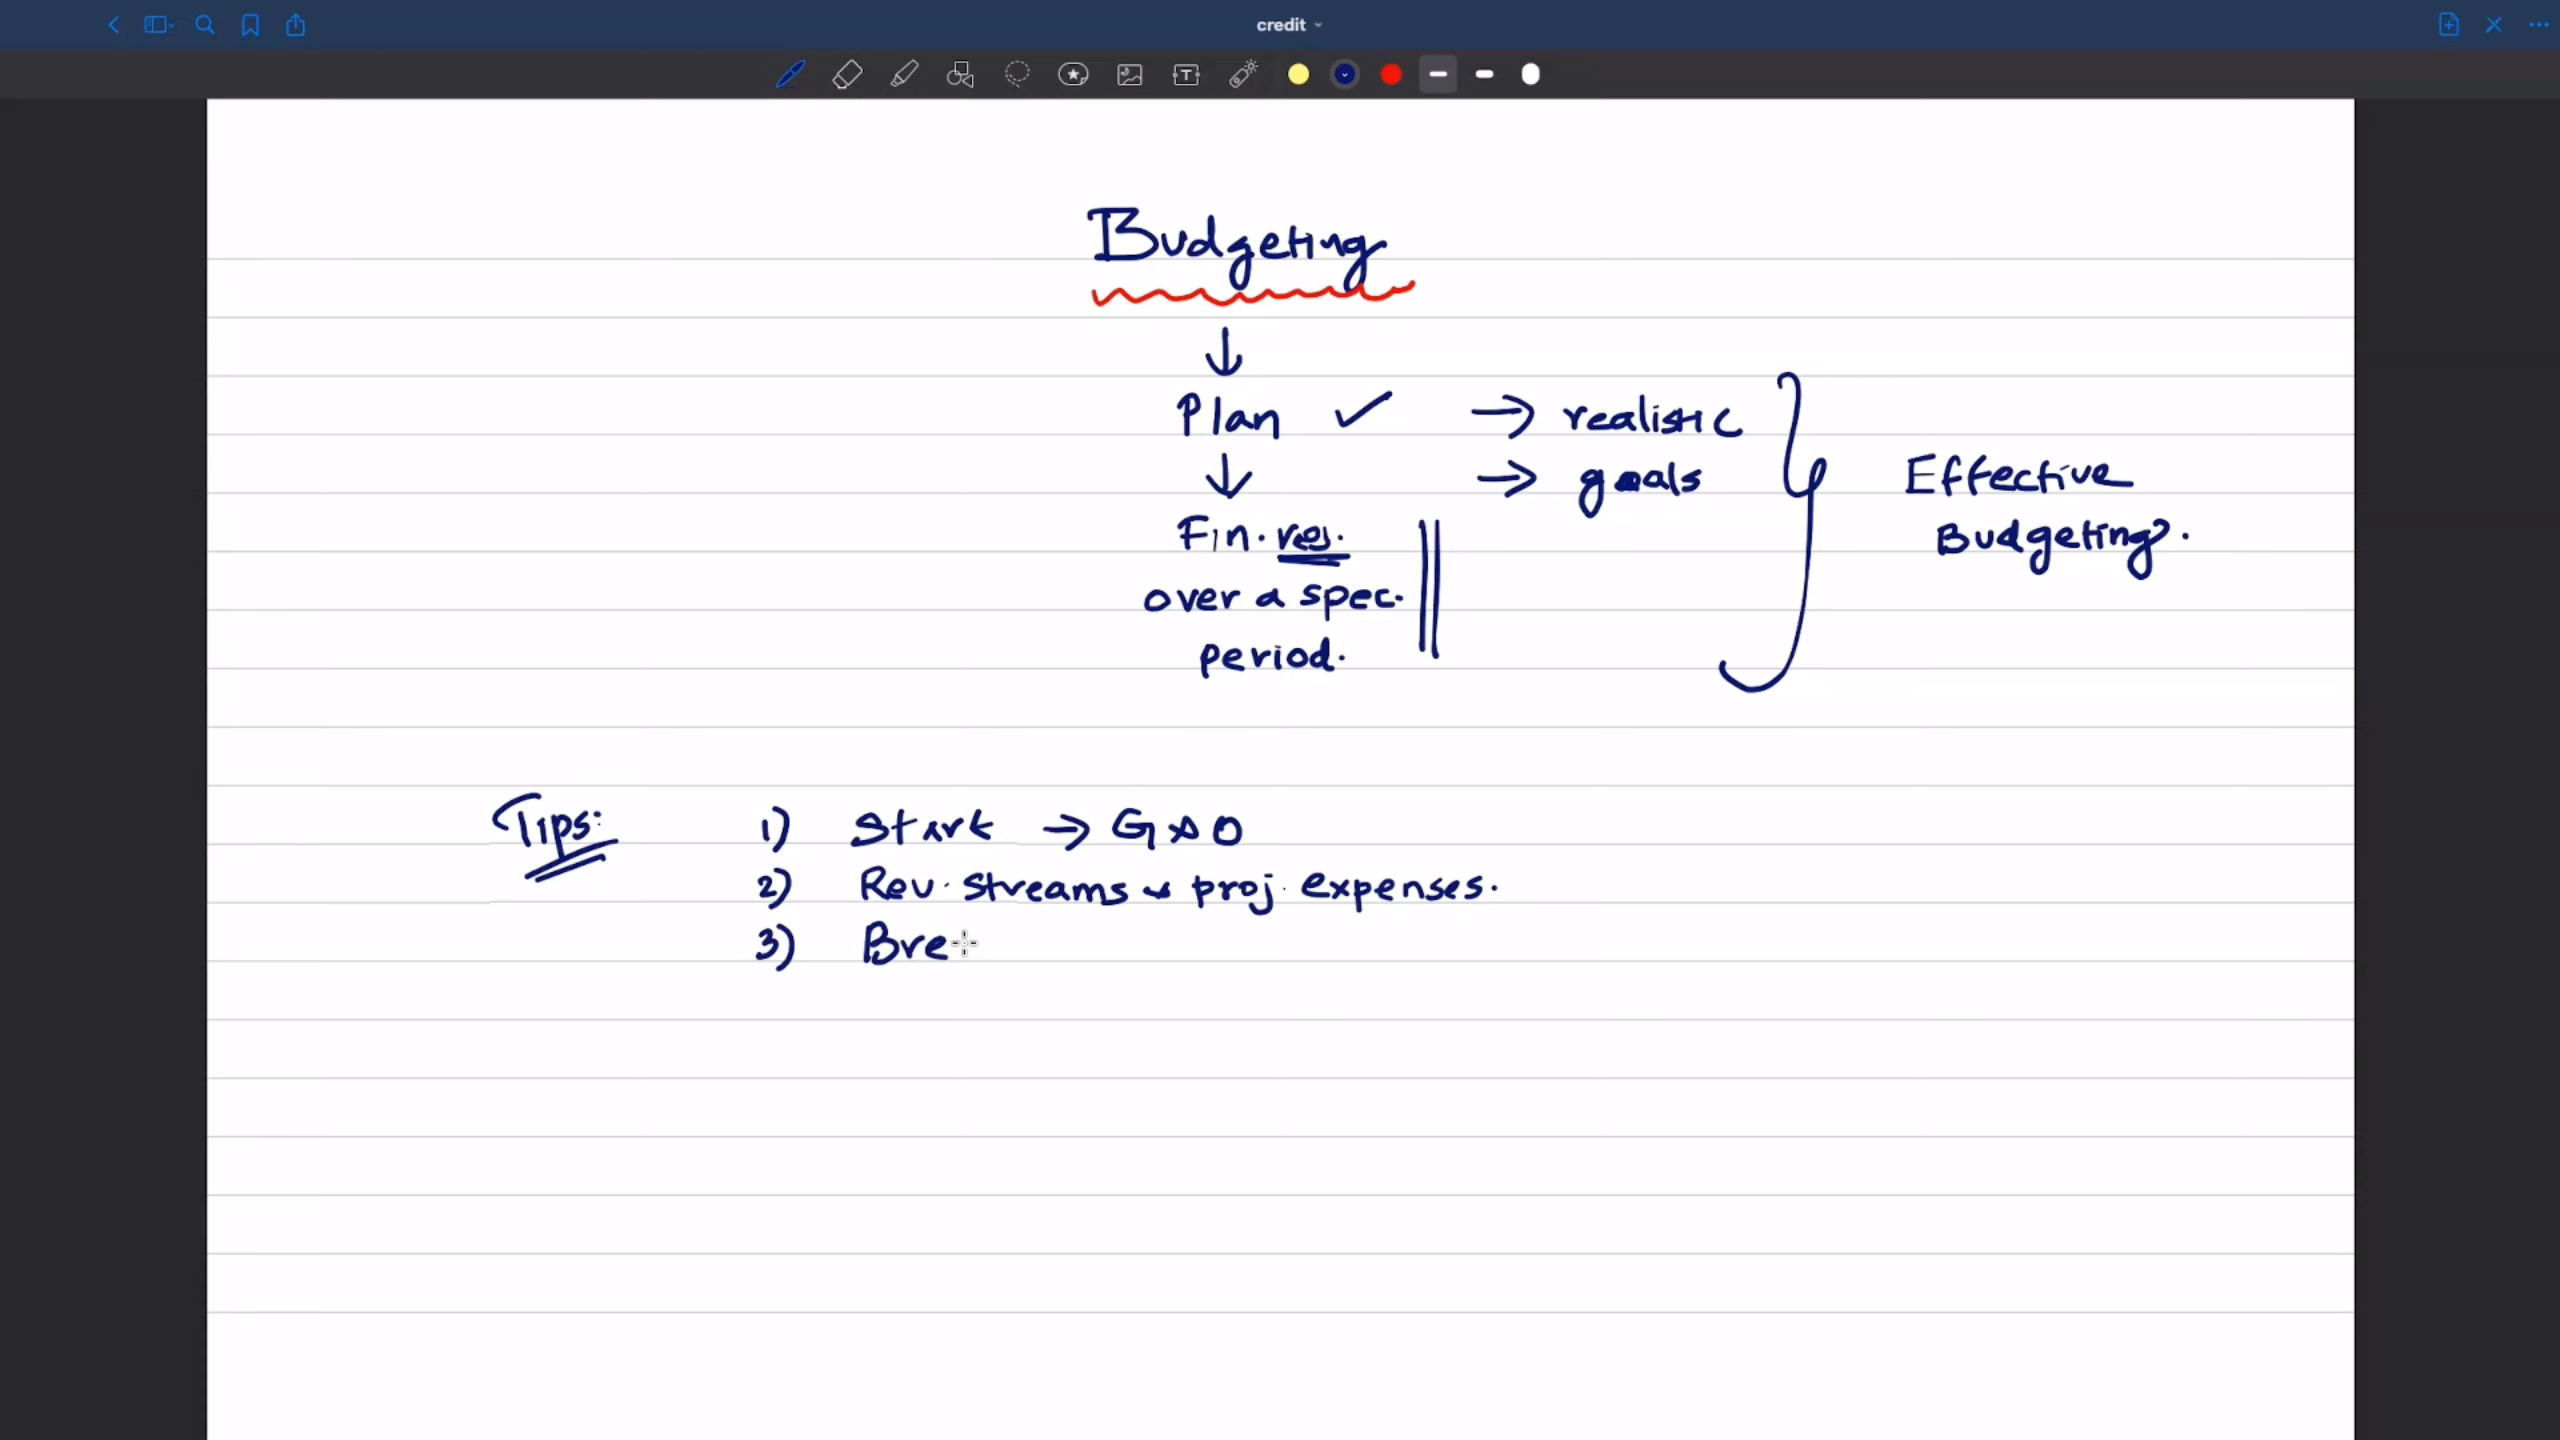 credit
Budgeting
↓
Plan ✓ → realistic
↓ → goals
Effective
Budgeting.
Fin. res.
over a spec.
period.
Tips:
1) Start → G & O
2) Rev. streams & proj. expenses.
3) Bre